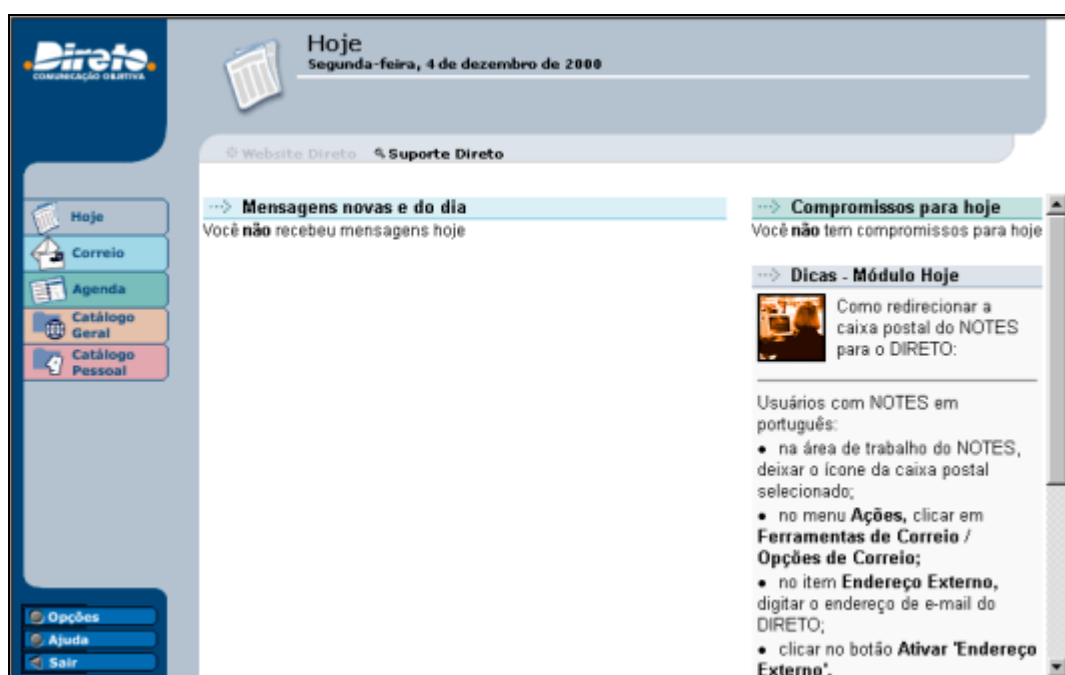 Direto
COMUNICAÇÃO OBJETIVA
Hoje
Segunda-feira, 4 de dezembro de 2000
Website Direto Suporte Direto
Hoje
Correio
Agenda
Catálogo
Geral
Catálogo
Pessoal
Opções
Ajuda
Sair
Mensagens novas e do dia
Você não recebeu mensagens hoje
Compromissos para hoje
Você não tem compromissos para hoje
Dicas - Módulo Hoje
Como redirecionar a
caixa postal do NOTES
para o DIRETO:
Usuários com NOTES em
português:
• na área de trabalho do NOTES,
deixar o ícone da caixa postal
selecionado;
• no menu Ações, clicar em
Ferramentas de Correio /
Opções de Correio;
• no item Endereço Externo,
digitar o endereço de e-mail do
DIRETO;
• clicar no botão Ativar 'Endereço
Externo'.